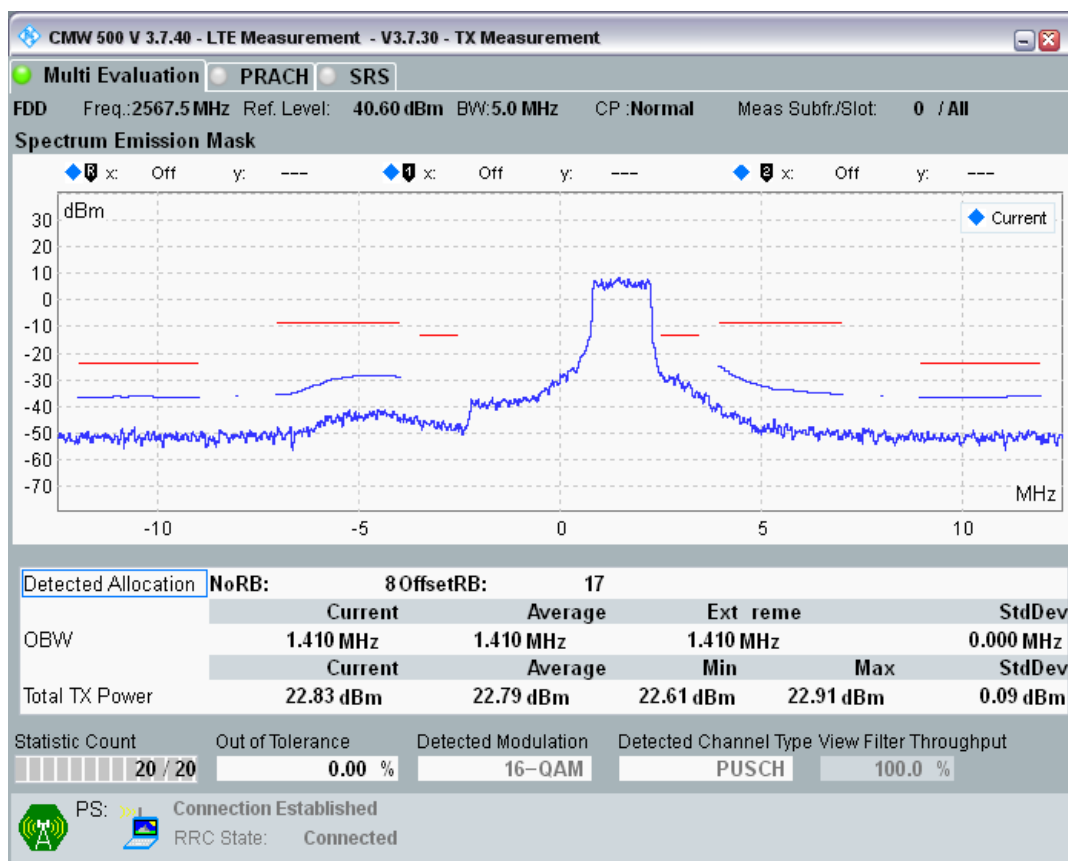 CMW 500 V 3.7.40 - LTE Measurement - V3.7.30 - TX Measurement
Multi Evaluation PRACH SRS
FDD Freq.:2567.5 MHz Ref. Level: 40.60 dBm BW:5.0 MHz CP :Normal Meas Subfr./Slot: 0 / All
Spectrum Emission Mask
R x: Off y: --- 1 x: Off y: --- 2 x: Off y: ---
dBm
Current
30
20
10
0
-10
-20
-30
-40
-50
-60
-70
MHz
-10 -5 0 5 10
Detected Allocation NoRB: 8 OffsetRB: 17
Current Average Ext reme StdDev
OBW 1.410 MHz 1.410 MHz 1.410 MHz 0.000 MHz
Current Average Min Max StdDev
Total TX Power 22.83 dBm 22.79 dBm 22.61 dBm 22.91 dBm 0.09 dBm
Statistic Count Out of Tolerance Detected Modulation Detected Channel Type View Filter Throughput
20 / 20 0.00 % 16-QAM PUSCH 100.0 %
PS: Connection Established
RRC State: Connected